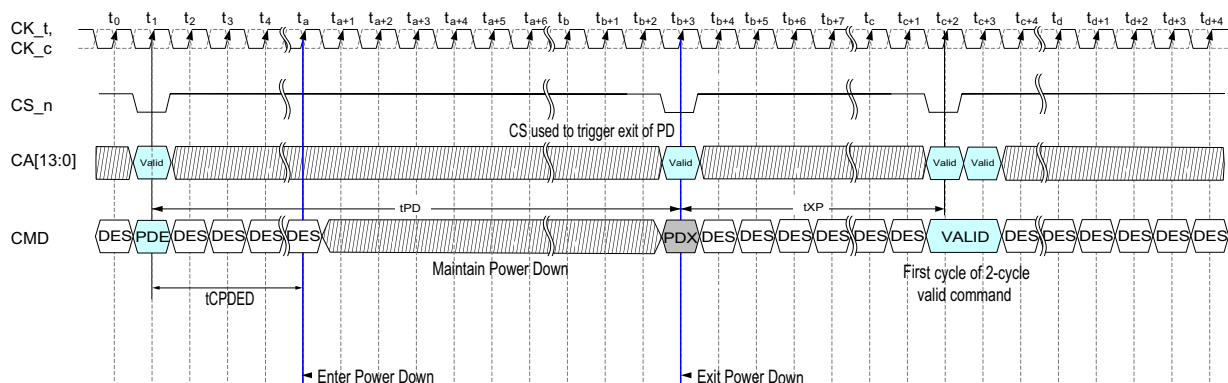 t0 t1 t2 t3 t4 ta ta+1 ta+2 ta+3 ta+4 ta+5 ta+6 tb tb+1 tb+2 tb+3 tb+4 tb+5 tb+6 tb+7 tc tc+1 tc+2 tc+3 tc+4 td td+1 td+2 td+3 td+4
CK_t,
CK_c
CS_n
CS used to trigger exit of PD
CA[13:0] Valid Valid Valid Valid
tPD tXP
CMD DES PDE DES DES DES DES PDX DES DES DES DES DES DES VALID DES DES DES DES DES DES
Maintain Power Down
First cycle of 2-cycle
valid command
tCPDED
Enter Power Down Exit Power Down